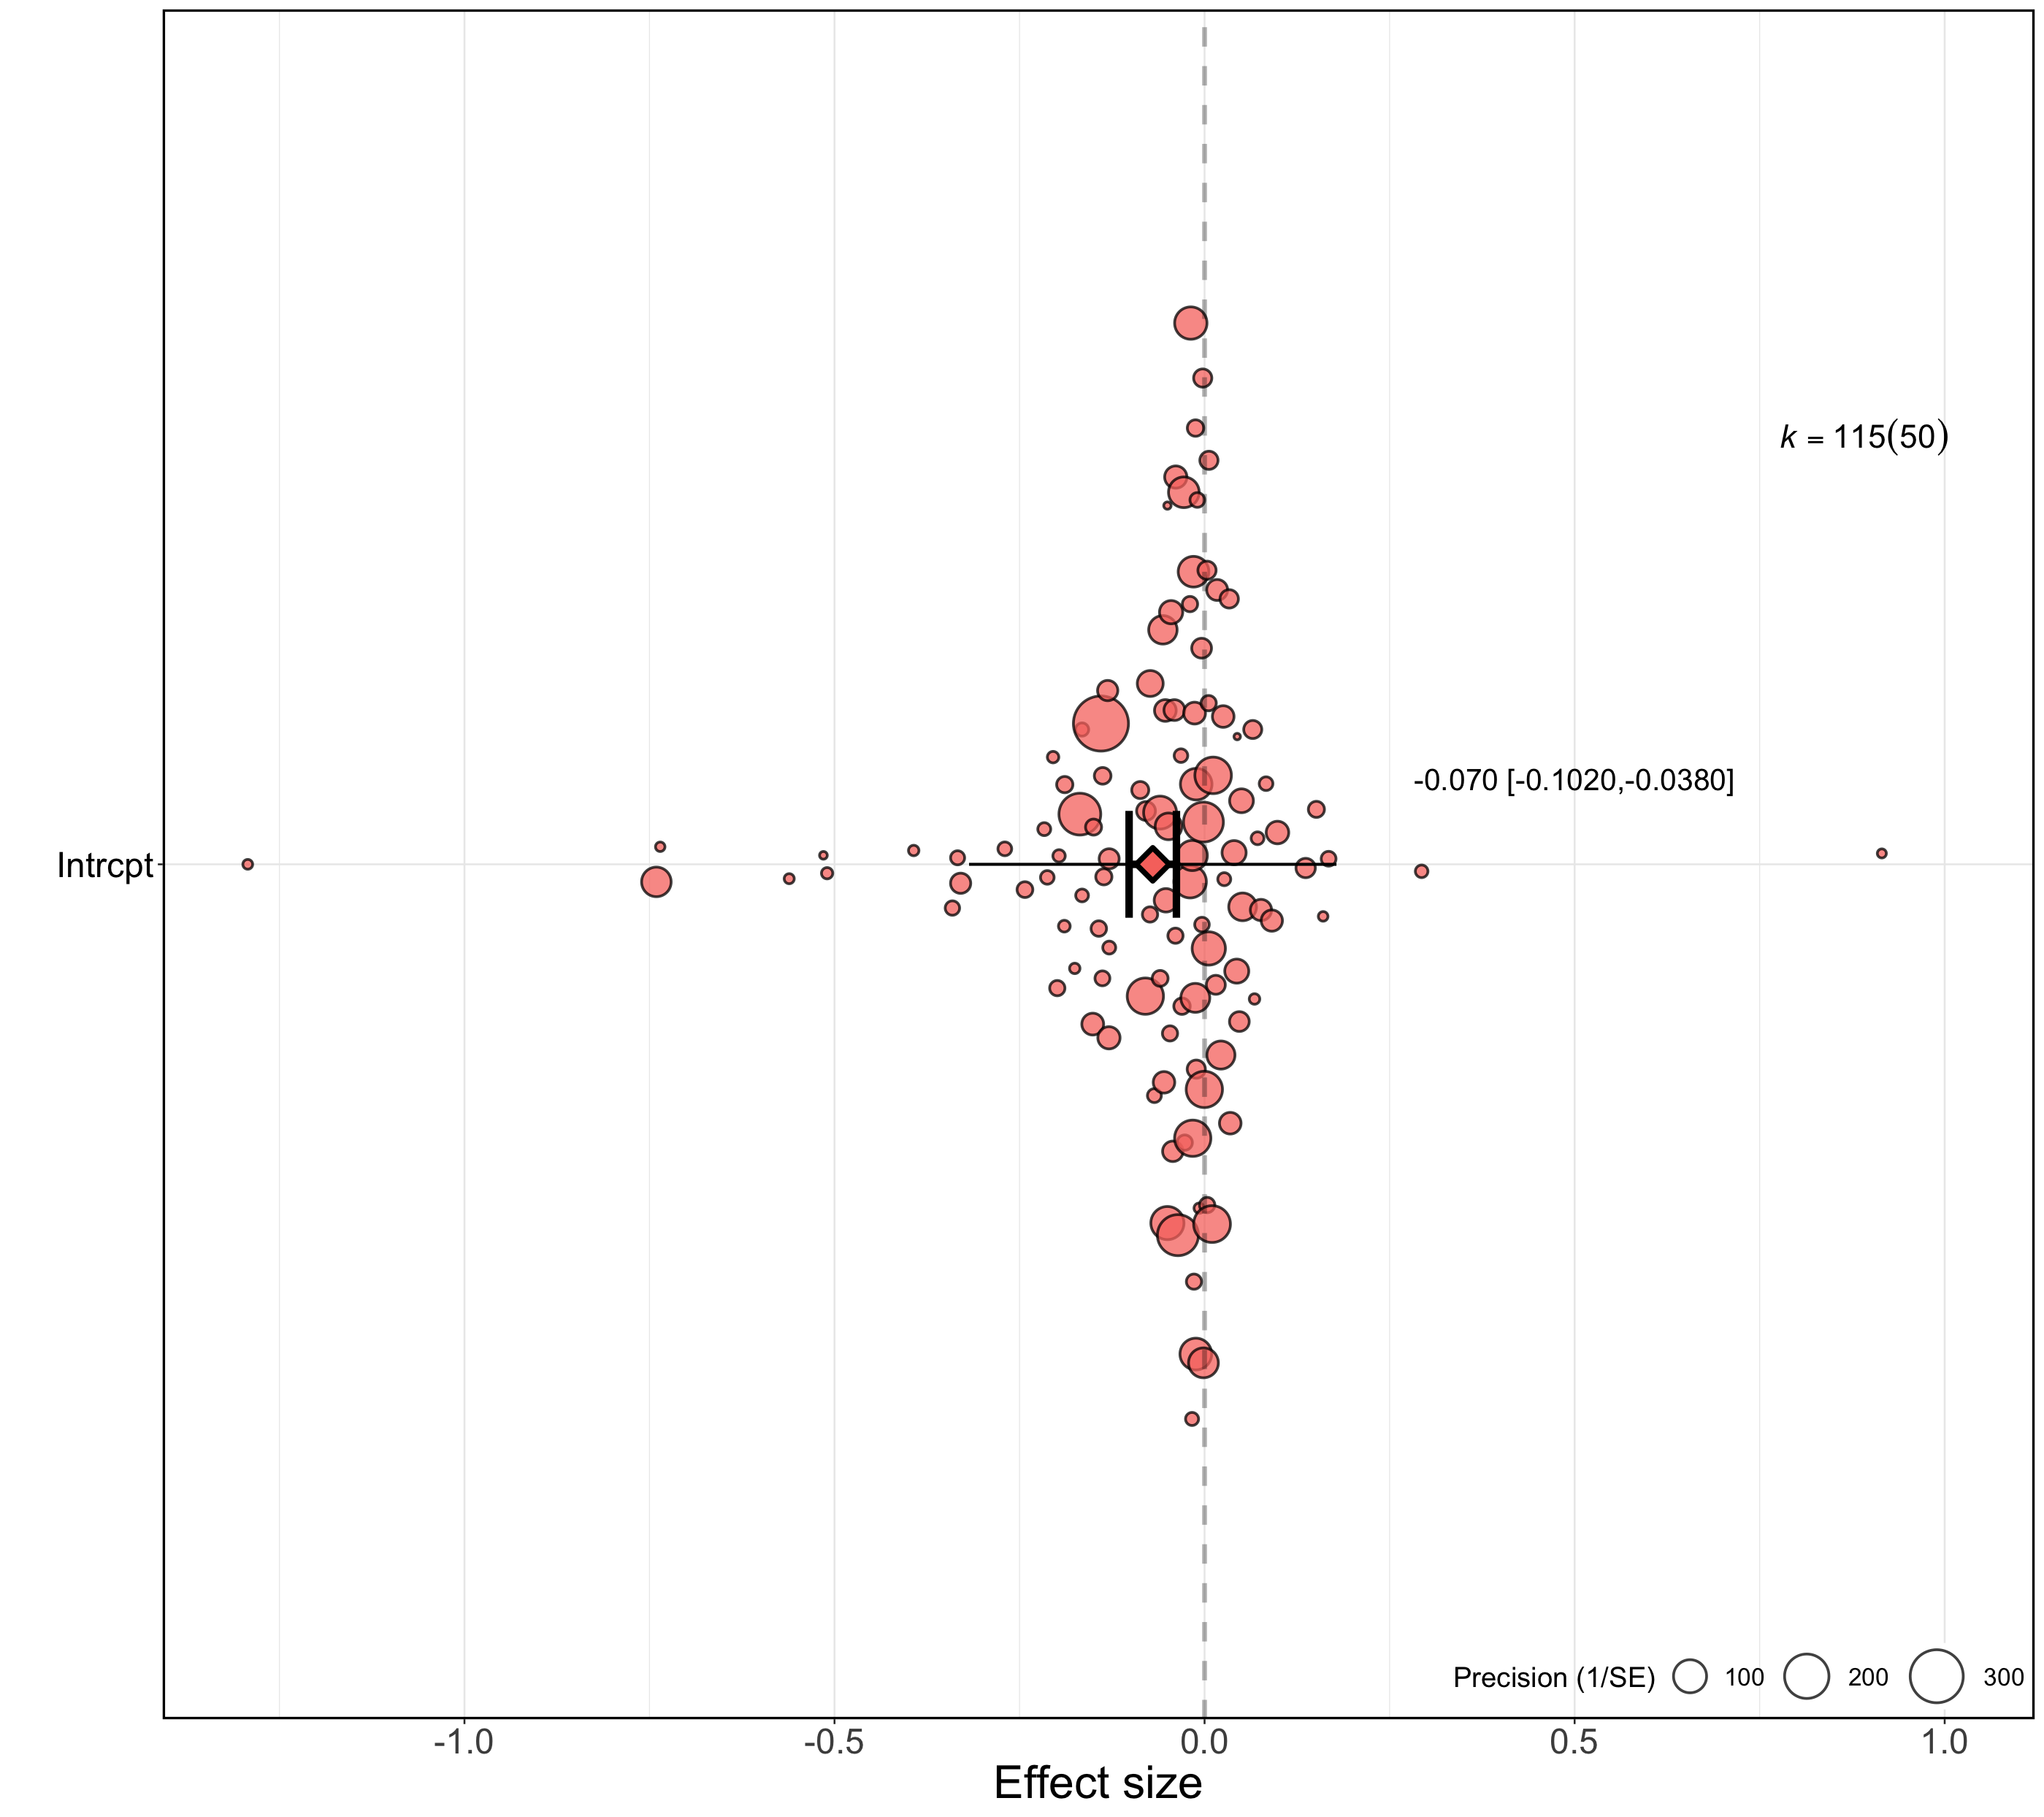 k = 115(50)
-0.070 [-0.1020,-0.0380]
Intrcpt
Precision (1/SE) 100 200 300
-1.0 -0.5 0.0 0.5 1.0
Effect size